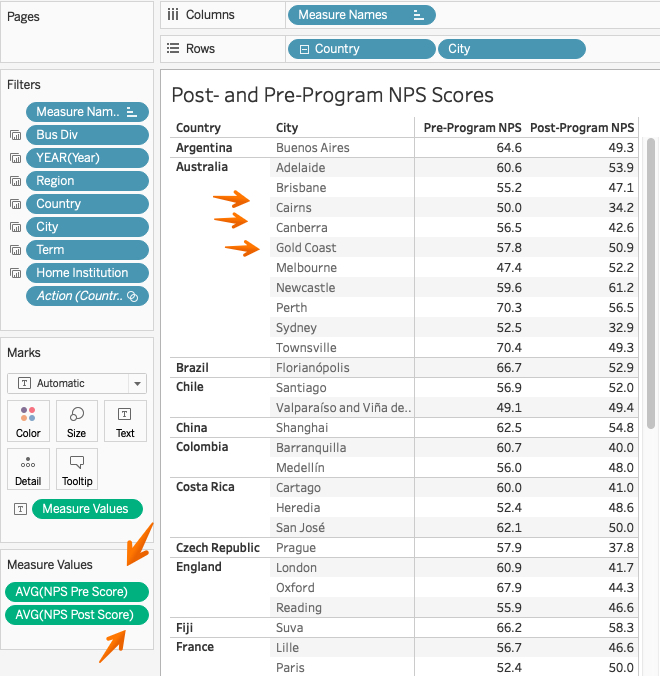 Pages
Columns
Measure Names
Rows
Country
City
Filters
Measure Nam..
Bus Div
YEAR(Year)
Region
Country
City
Term
Home Institution
Action (Countr..
Marks
Automatic
Color
Size
Text
Detail
Tooltip
Measure Values
Measure Values
AVG(NPS Pre Score)
AVG(NPS Post Score)
Post- and Pre-Program NPS Scores
Country City Pre-Program NPS Post-Program NPS
Argentina Buenos Aires 64.6 49.3
Australia Adelaide 60.6 53.9
Brisbane 55.2 47.1
Cairns 50.0 34.2
Canberra 56.5 42.6
Gold Coast 57.8 50.9
Melbourne 47.4 52.2
Newcastle 59.6 61.2
Perth 70.3 56.5
Sydney 52.5 32.9
Townsville 70.4 49.3
Brazil Florianópolis 66.7 52.9
Chile Santiago 56.9 52.0
Valparaíso and Viña de.. 49.1 49.4
China Shanghai 62.5 54.8
Colombia Barranquilla 60.7 40.0
Medellín 56.0 48.0
Costa Rica Cartago 60.0 41.0
Heredia 52.4 48.6
San José 62.1 50.0
Czech Republic Prague 57.9 37.8
England London 60.9 41.7
Oxford 67.9 44.3
Reading 55.9 46.6
Fiji Suva 66.2 58.3
France Lille 56.7 46.6
Paris 52.4 50.0